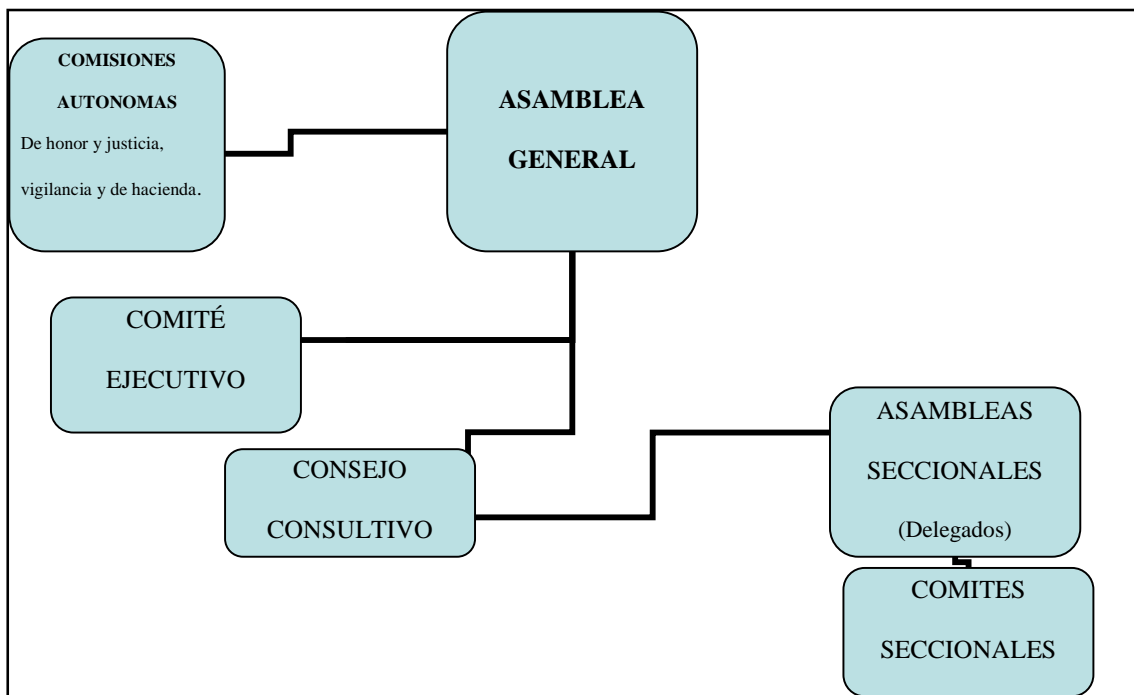 COMISIONES
AUTONOMAS
De honor y justicia,
vigilancia y de hacienda.
ASAMBLEA
GENERAL
COMITÉ
EJECUTIVO
CONSEJO
CONSULTIVO
ASAMBLEAS
SECCIONALES
(Delegados)
COMITES
SECCIONALES